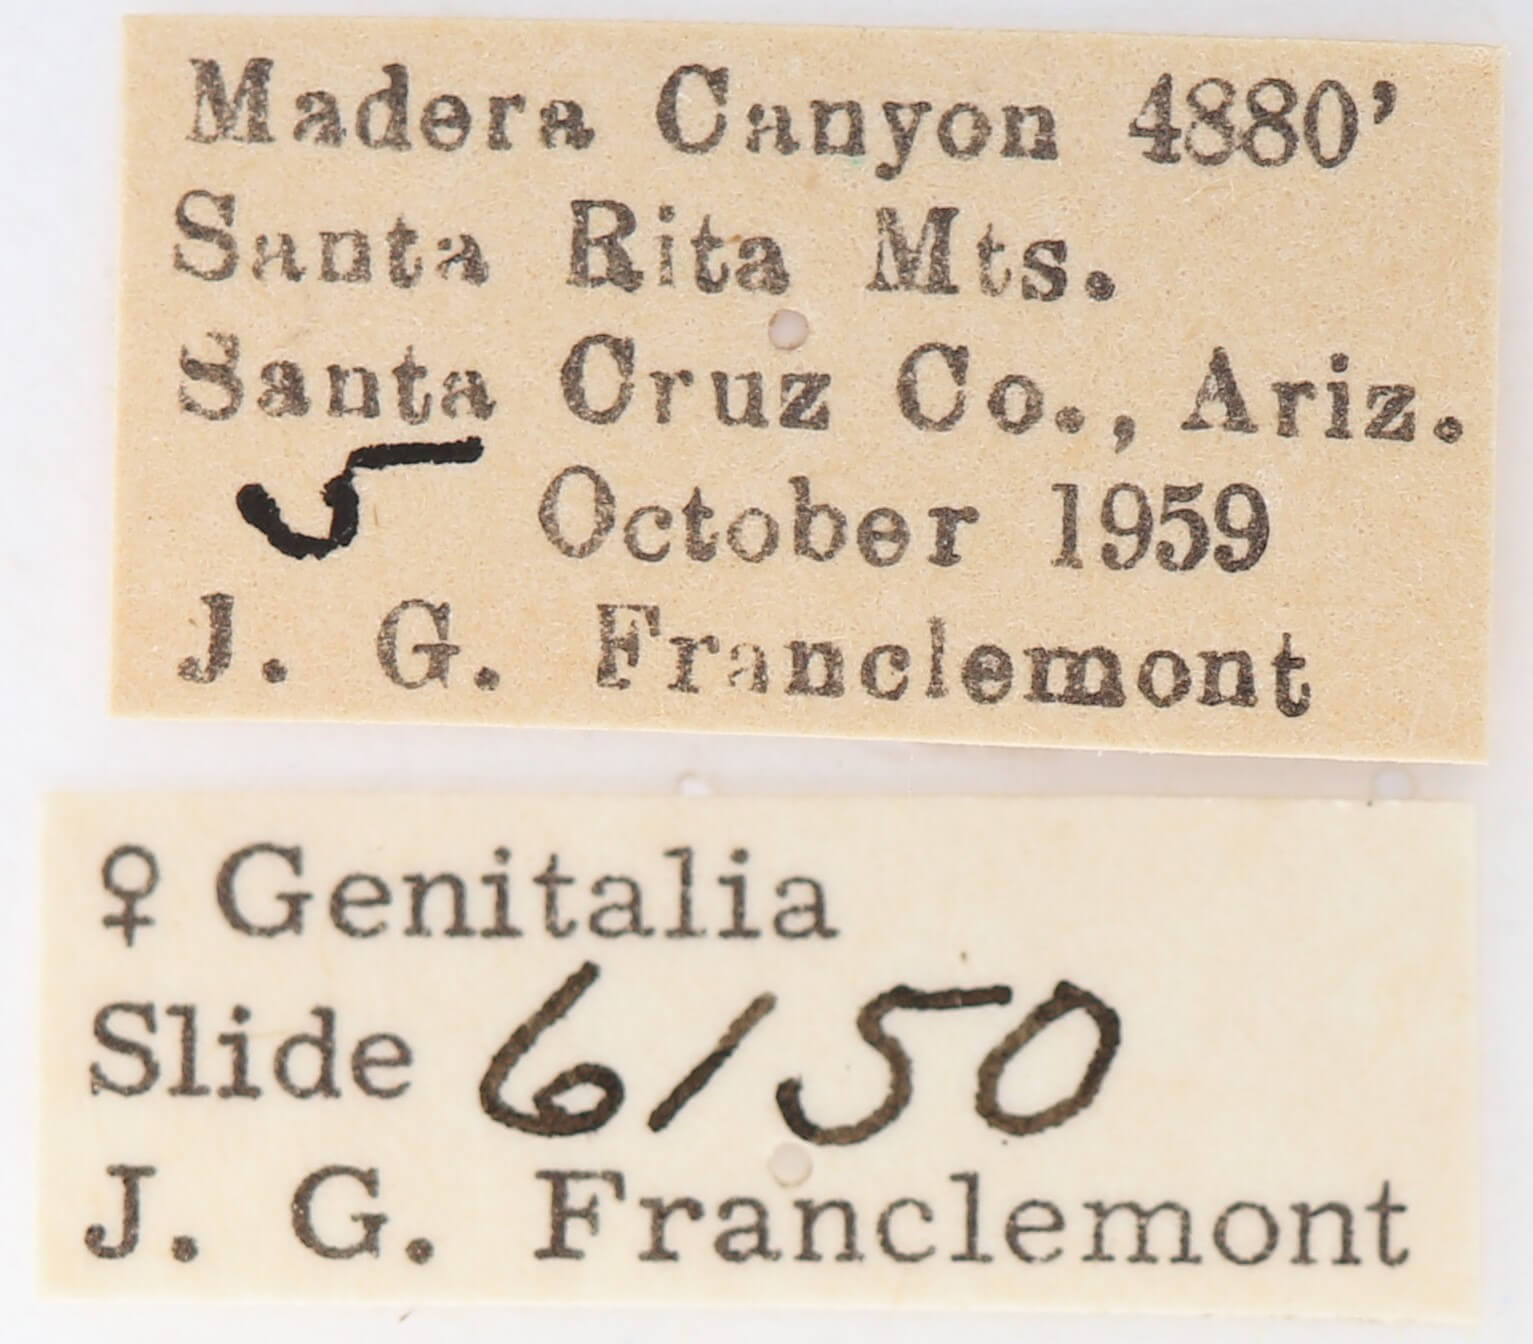 Madera Canyon 4880'
Santa Rita Mts.
Santa Cruz Co., Ariz.
5 October 1959
J. G. Franclemont
♀ Genitalia
Slide 6150
J. G. Franclemont